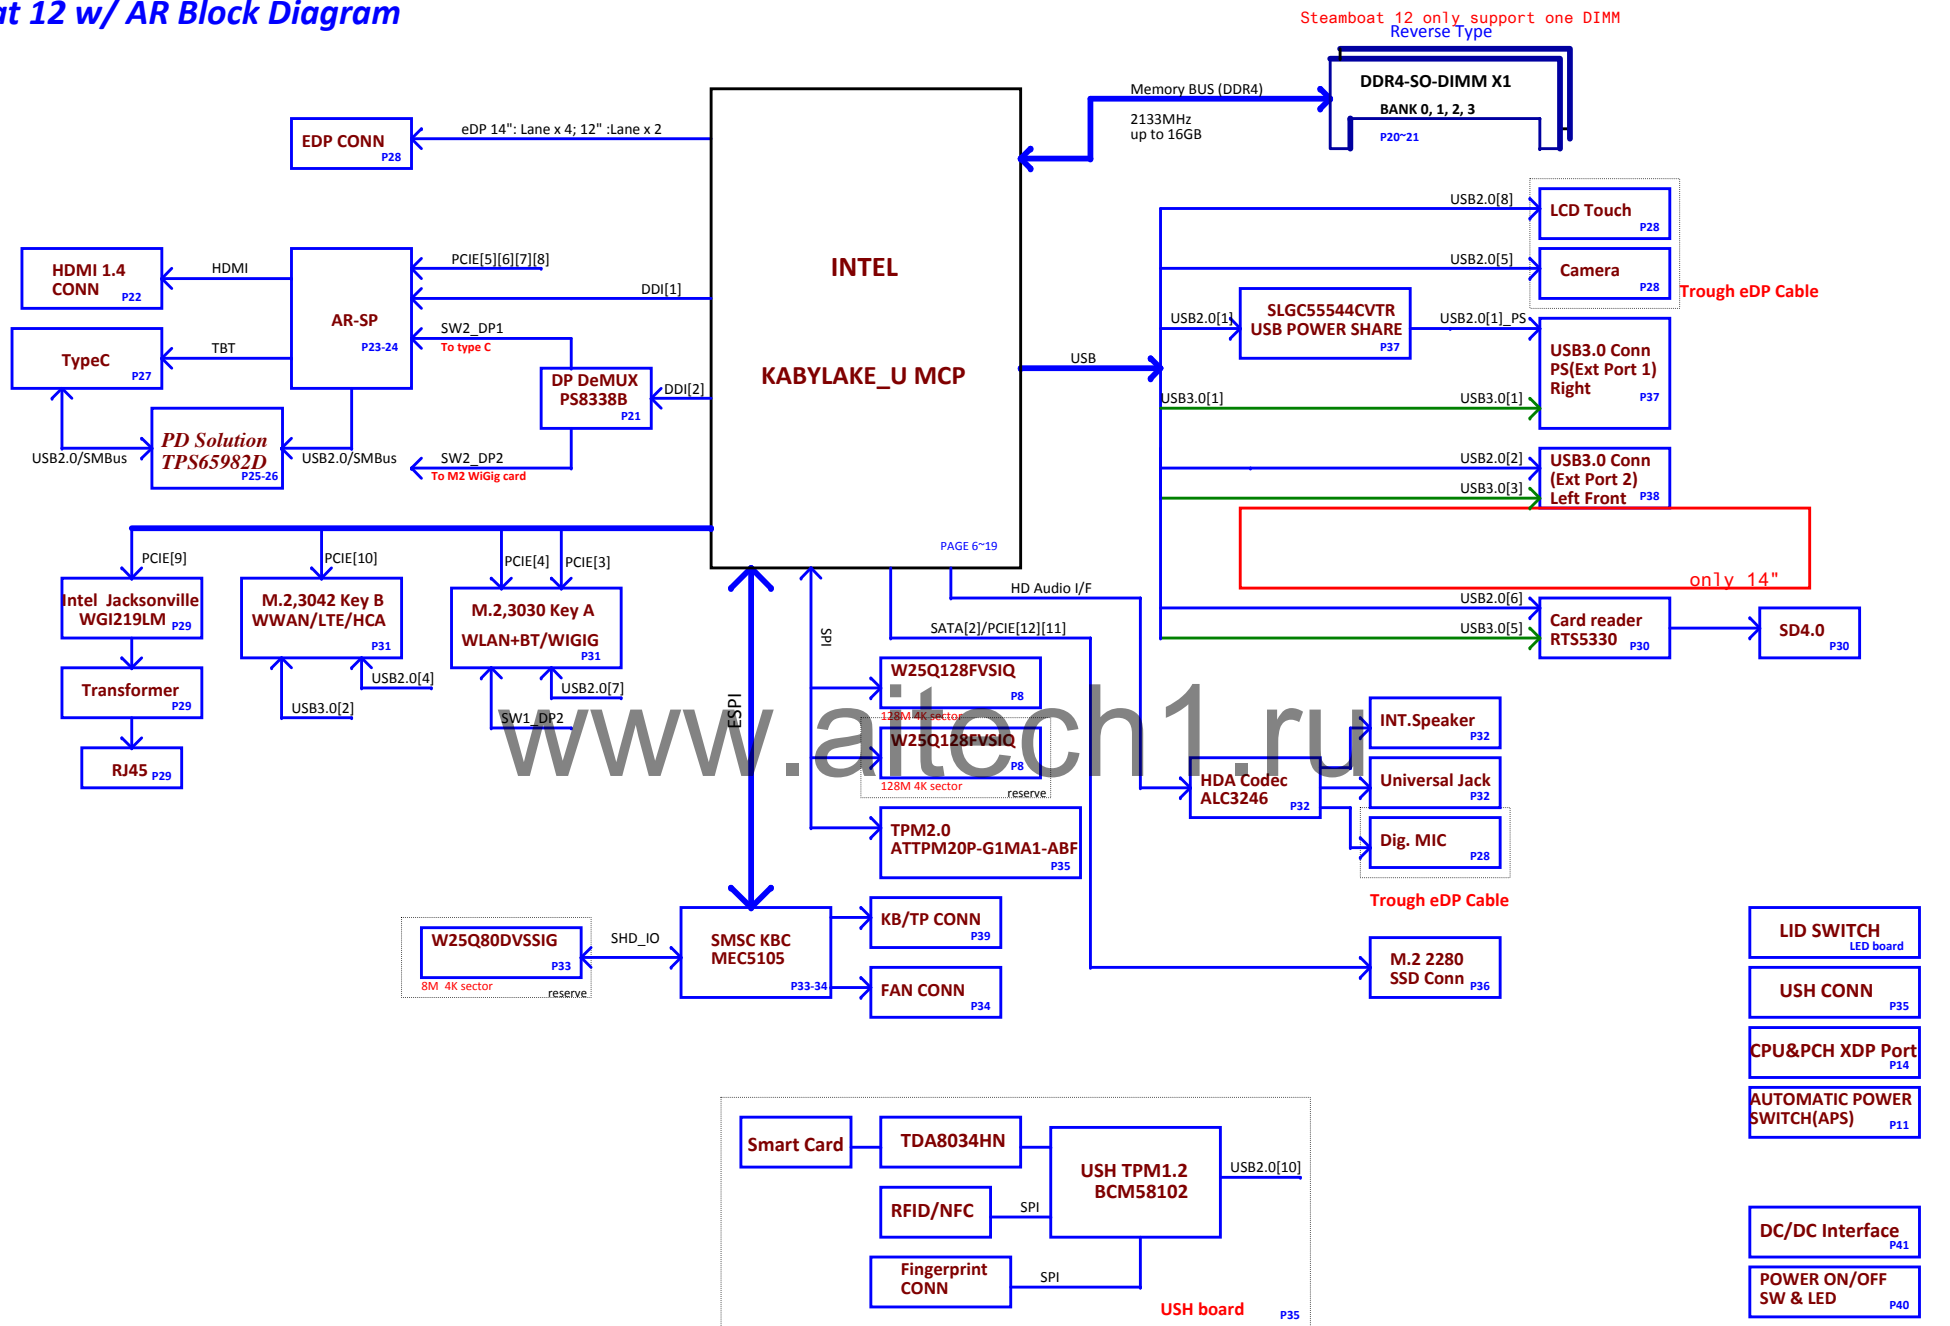 at 12 w/ AR Block Diagram
Steamboat 12 only support one DIMM
Reverse Type
DDR4-SO-DIMM X1
BANK 0, 1, 2, 3
P20~21
Memory BUS (DDR4)
2133MHz
up to 16GB
EDP CONN
P28
eDP 14": Lane x 4; 12" :Lane x 2
INTEL
KABYLAKE_U MCP
PAGE 6~19
HDMI 1.4
CONN
P22
HDMI
AR-SP
P23-24
PCIE[5][6][7][8]
DDI[1]
SW2_DP1
To type C
TypeC
P27
TBT
DP DeMUX
PS8338B
P21
DDI[2]
SW2_DP2
To M2 WiGig card
PD Solution
TPS65982D
P25-26
USB2.0/SMBus
USB2.0/SMBus
USB
USB2.0[8]
LCD Touch
P28
USB2.0[5]
Camera
P28
Trough eDP Cable
USB2.0[1]
SLGC55544CVTR
USB POWER SHARE
P37
USB2.0[1]_PS
USB3.0 Conn
PS(Ext Port 1)
Right
P37
USB3.0[1]
USB3.0[1]
USB2.0[2]
USB3.0[3]
USB3.0 Conn
(Ext Port 2)
Left Front
P38
only 14"
USB2.0[6]
USB3.0[5]
Card reader
RTS5330
P30
SD4.0
P30
PCIE[9]
Intel Jacksonville
WGI219LM
P29
Transformer
P29
RJ45
P29
PCIE[10]
M.2,3042 Key B
WWAN/LTE/HCA
P31
USB2.0[4]
USB3.0[2]
PCIE[4]
PCIE[3]
M.2,3030 Key A
WLAN+BT/WIGIG
P31
USB2.0[7]
SW1_DP2
ESPI
SPI
HD Audio I/F
SATA[2]/PCIE[12][11]
W25Q128FVSIQ
P8
128M 4K sector
W25Q128FVSIQ
P8
128M 4K sector
reserve
TPM2.0
ATTPM20P-G1MA1-ABF
P35
www.aitech1.ru
HDA Codec
ALC3246
P32
INT.Speaker
P32
Universal Jack
P32
Dig. MIC
P28
Trough eDP Cable
M.2 2280
SSD Conn
P36
W25Q80DVSSIG
P33
8M 4K sector
reserve
SHD_IO
SMSC KBC
MEC5105
P33-34
KB/TP CONN
P39
FAN CONN
P34
LID SWITCH
LED board
USH CONN
P35
CPU&PCH XDP Port
P14
AUTOMATIC POWER
SWITCH(APS)
P11
DC/DC Interface
P41
POWER ON/OFF
SW & LED
P40
Smart Card
TDA8034HN
USH TPM1.2
BCM58102
USB2.0[10]
RFID/NFC
SPI
Fingerprint
CONN
SPI
USH board
P35